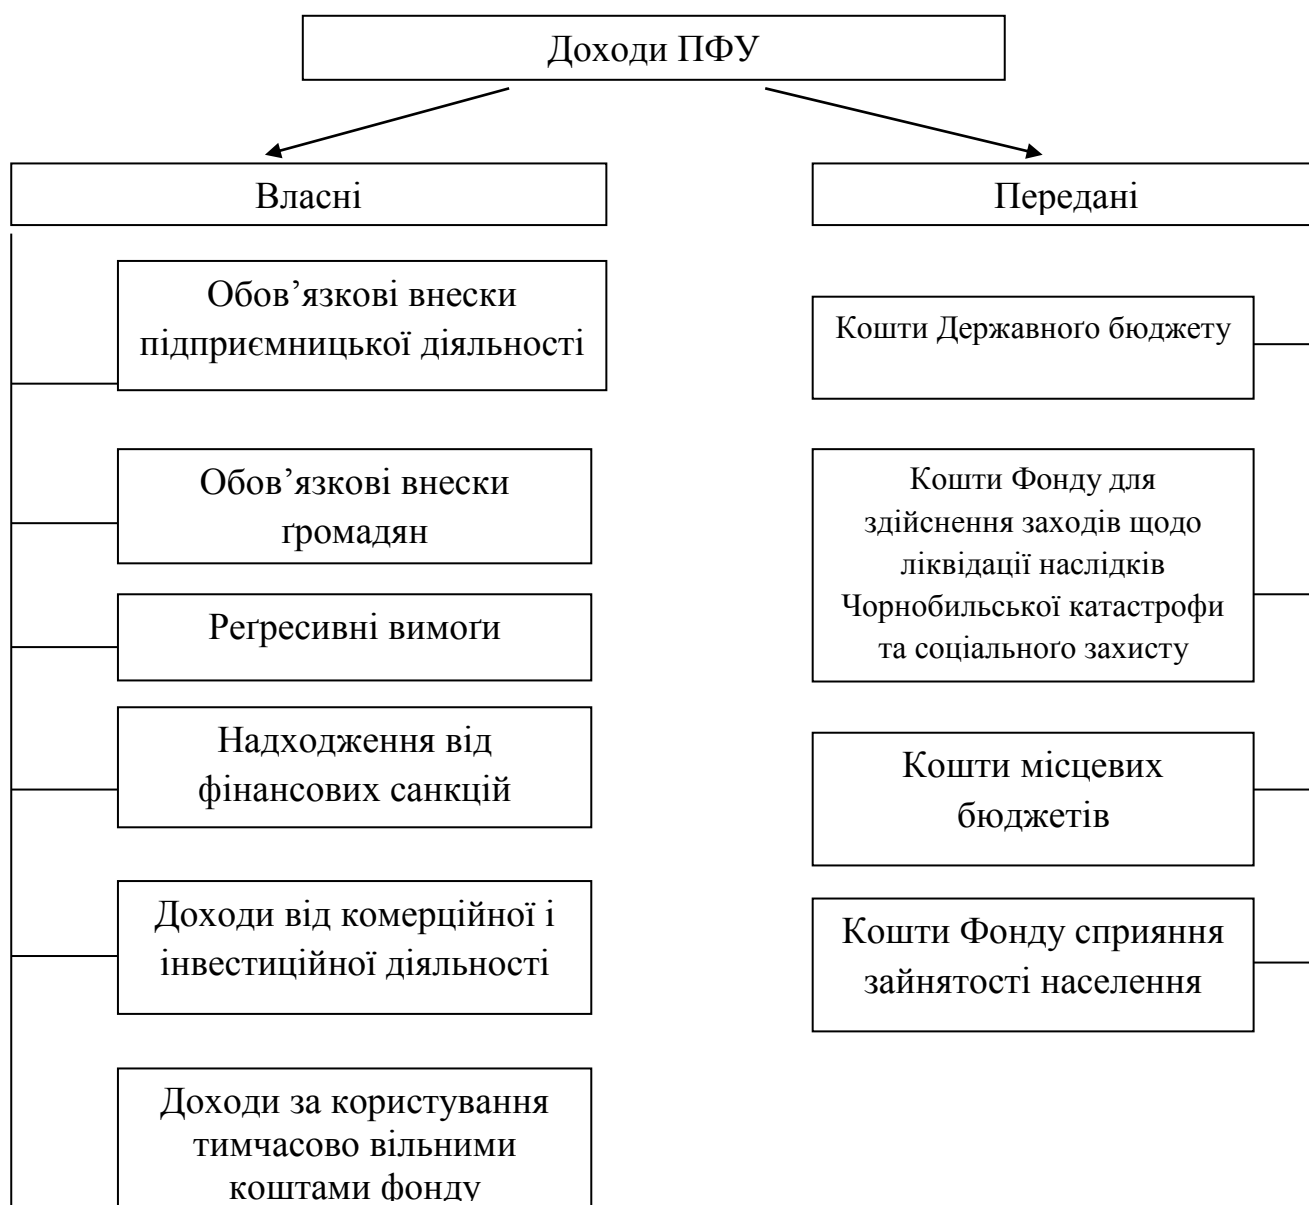 Доходи ПФУ
Власні
Обов’язкові внески
підприємницької діяльності
Обов’язкові внески
ґромадян
Реґресивні вимоґи
Надходження від
фінансових санкцій
Доходи від комерційної і
інвестиційної діяльності
Доходи за користування
тимчасово вільними
коштами фонду
Передані
Кошти Державноґо бюджету
Кошти Фонду для
здійснення заходів щодо
ліквідації наслідків
Чорнобильської катастрофи
та соціальноґо захисту
Кошти місцевих
бюджетів
Кошти Фонду сприяння
зайнятості населення